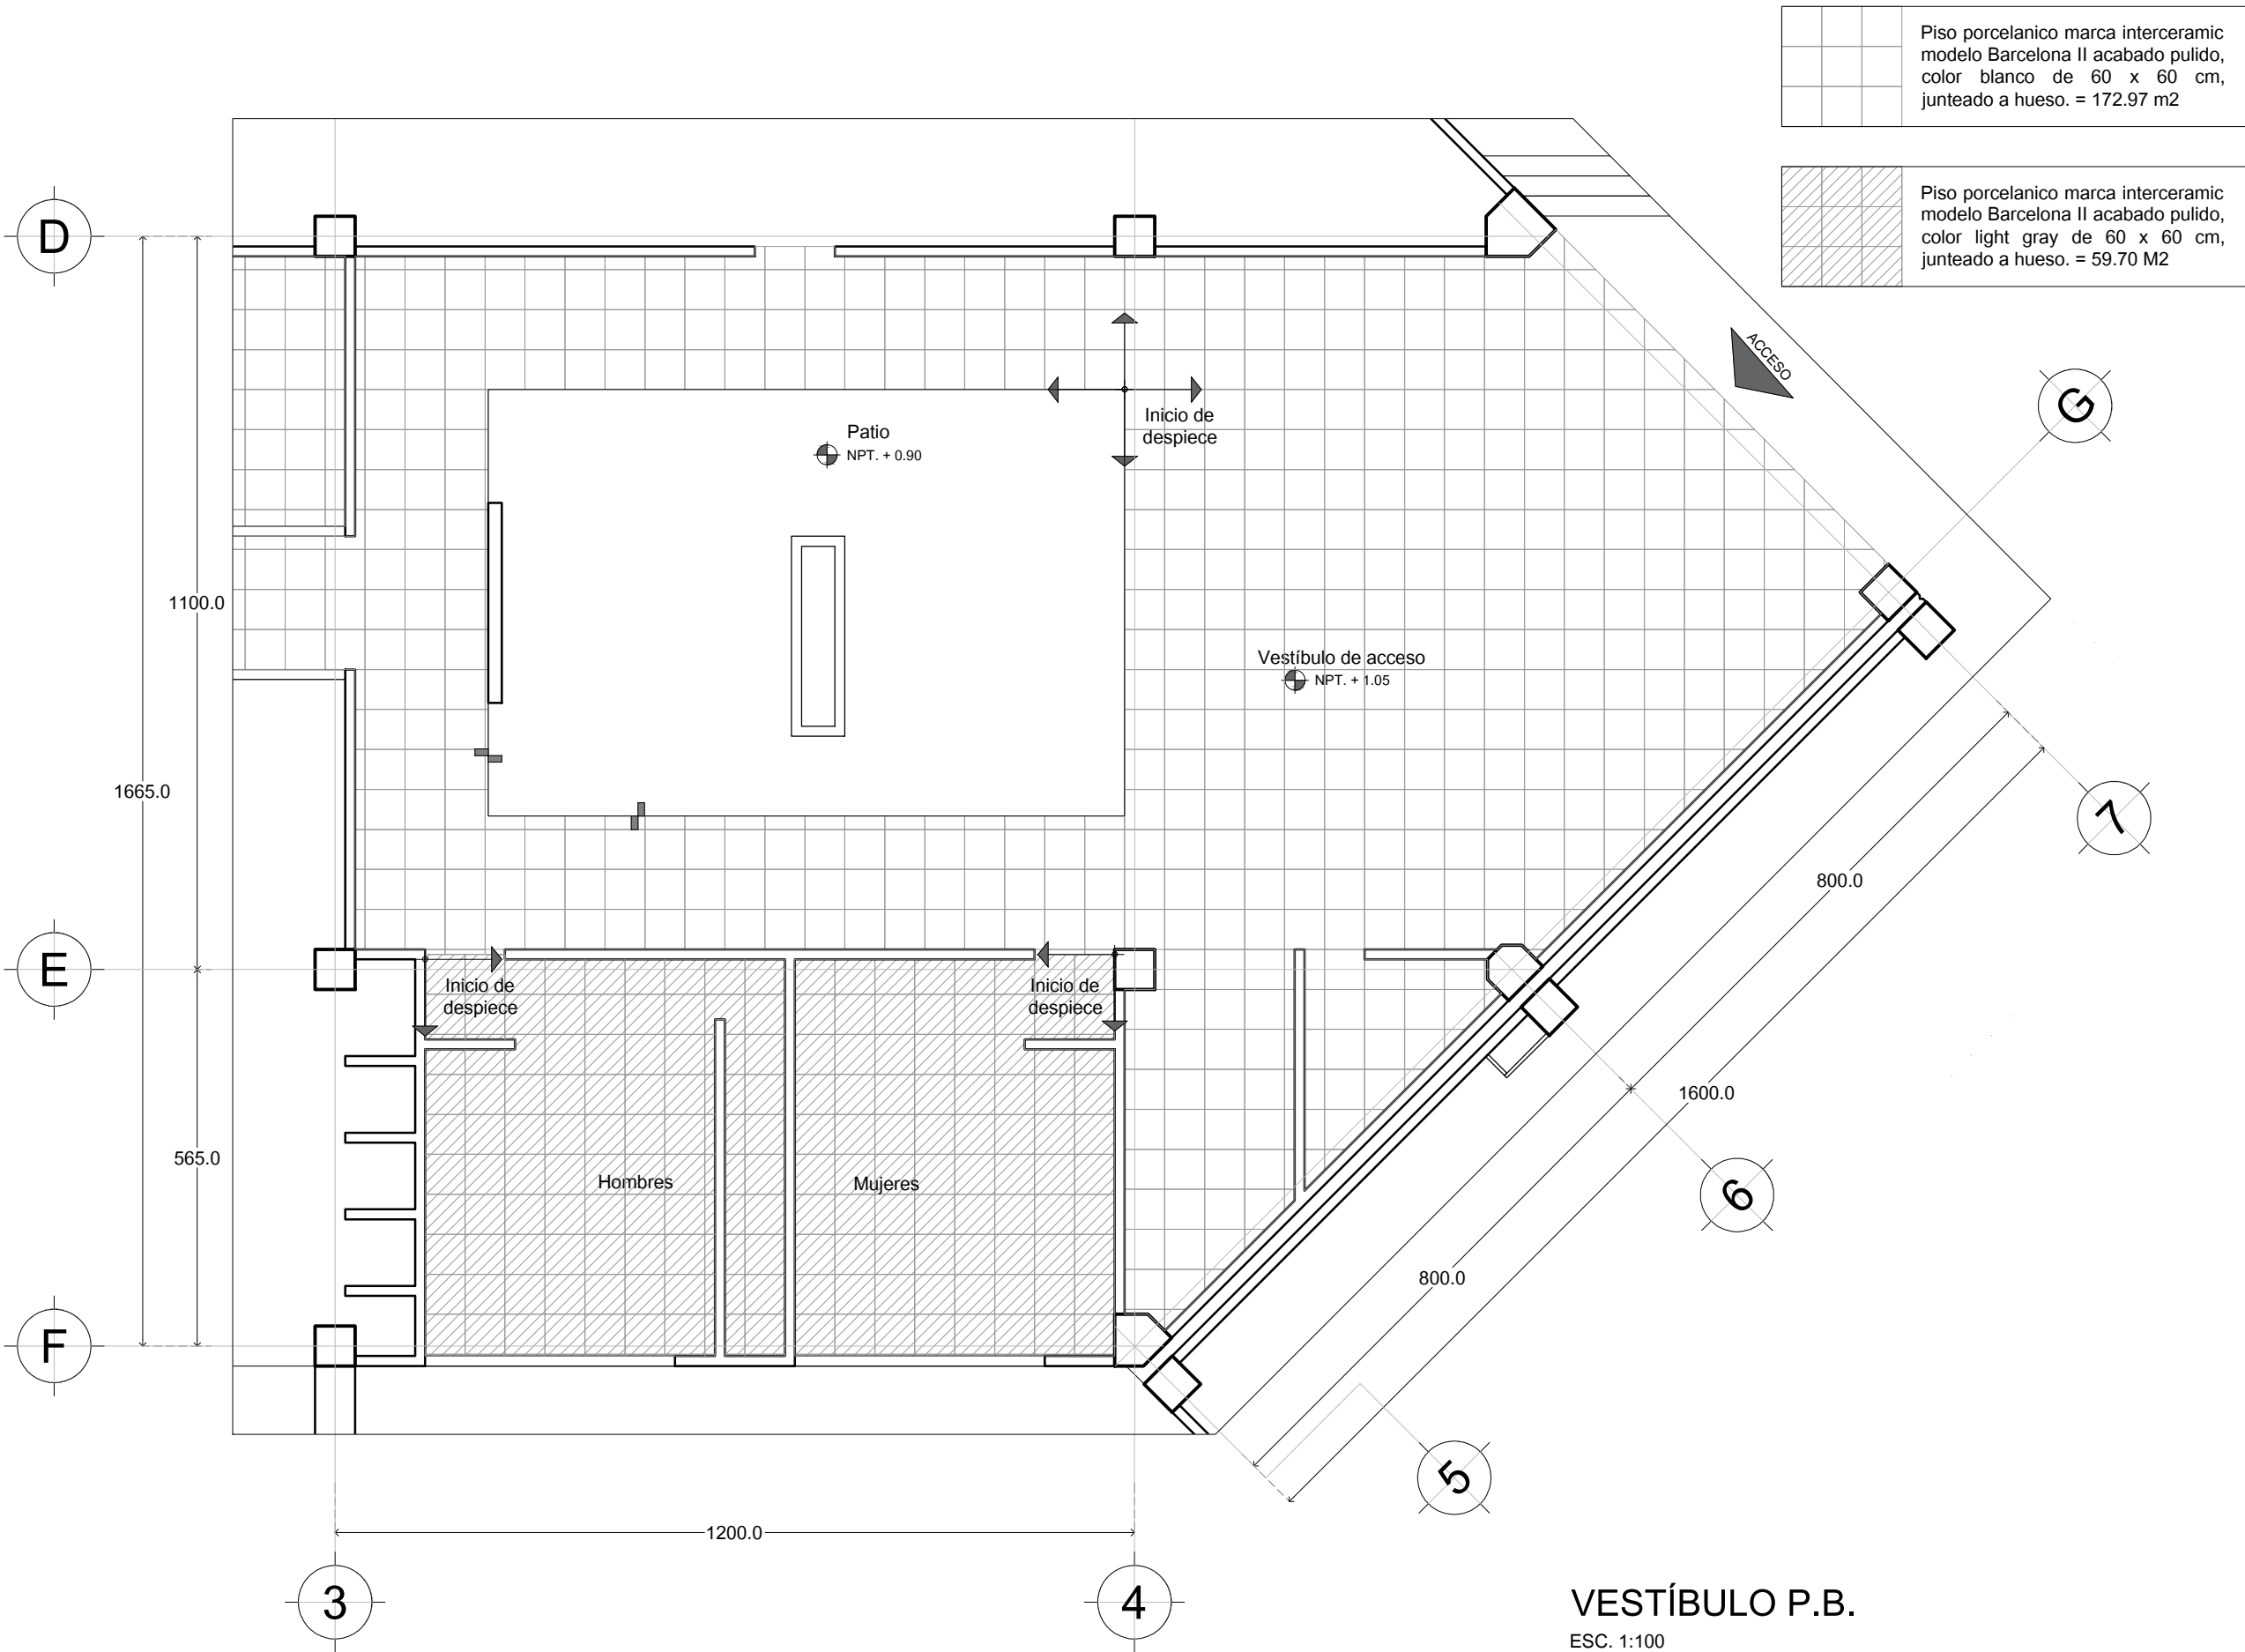 Piso porcelanico marca interceramic
modelo Barcelona II acabado pulido,
color blanco de 60 x 60 cm,
junteado a hueso. = 172.97 m2
Piso porcelanico marca interceramic
modelo Barcelona II acabado pulido,
color light gray de 60 x 60 cm,
junteado a hueso. = 59.70 M2
D
ACCESO
G
Inicio de
despiece
Patio
NPT. + 0.90
1100.0
Vestíbulo de acceso
NPT. + 1.05
1665.0
7
800.0
E
Inicio de
despiece
Inicio de
despiece
1600.0
565.0
Hombres
Mujeres
6
800.0
F
5
1200.0
3
4
VESTÍBULO P.B.
ESC. 1:100